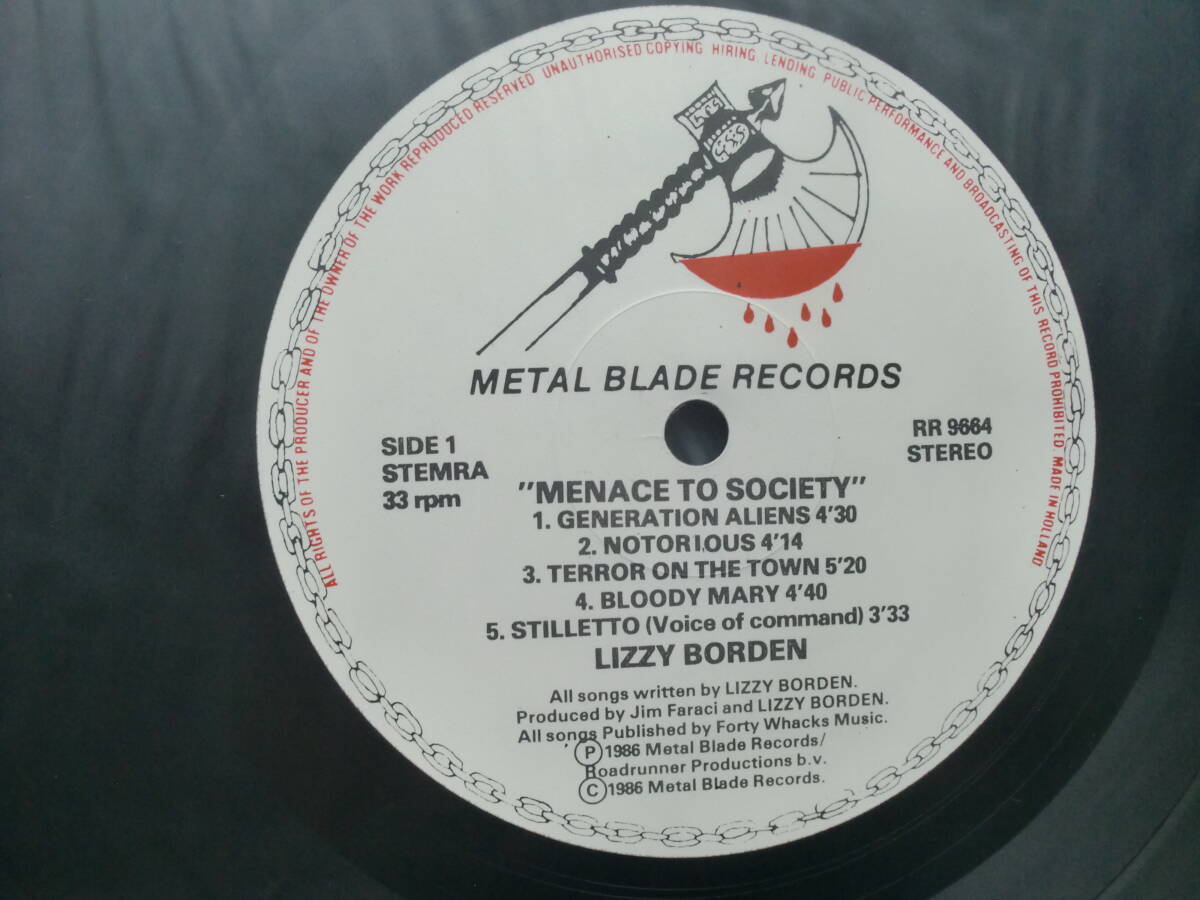 ALL RIGHTS OF THE PRODUCER AND OF THE OWNER OF THE WORK REPRODUCED RESERVED UNAUTHORISED COPYING HIRING LENDING PUBLIC PERFORMANCE AND BROADCASTING OF THIS RECORD PROHIBITED MADE IN HOLLAND
METAL BLADE RECORDS
SIDE 1
STEMRA
33 rpm
RR 9664
STEREO
"MENACE TO SOCIETY"
1. GENERATION ALIENS 4'30
2. NOTORIOUS 4'14
3. TERROR ON THE TOWN 5'20
4. BLOODY MARY 4'40
5. STILLETTO (Voice of command) 3'33
LIZZY BORDEN
All songs written by LIZZY BORDEN.
Produced by Jim Faraci and LIZZY BORDEN.
All songs Published by Forty Whacks Music.
Ⓟ 1986 Metal Blade Records/
Roadrunner Productions b.v.
© 1986 Metal Blade Records.